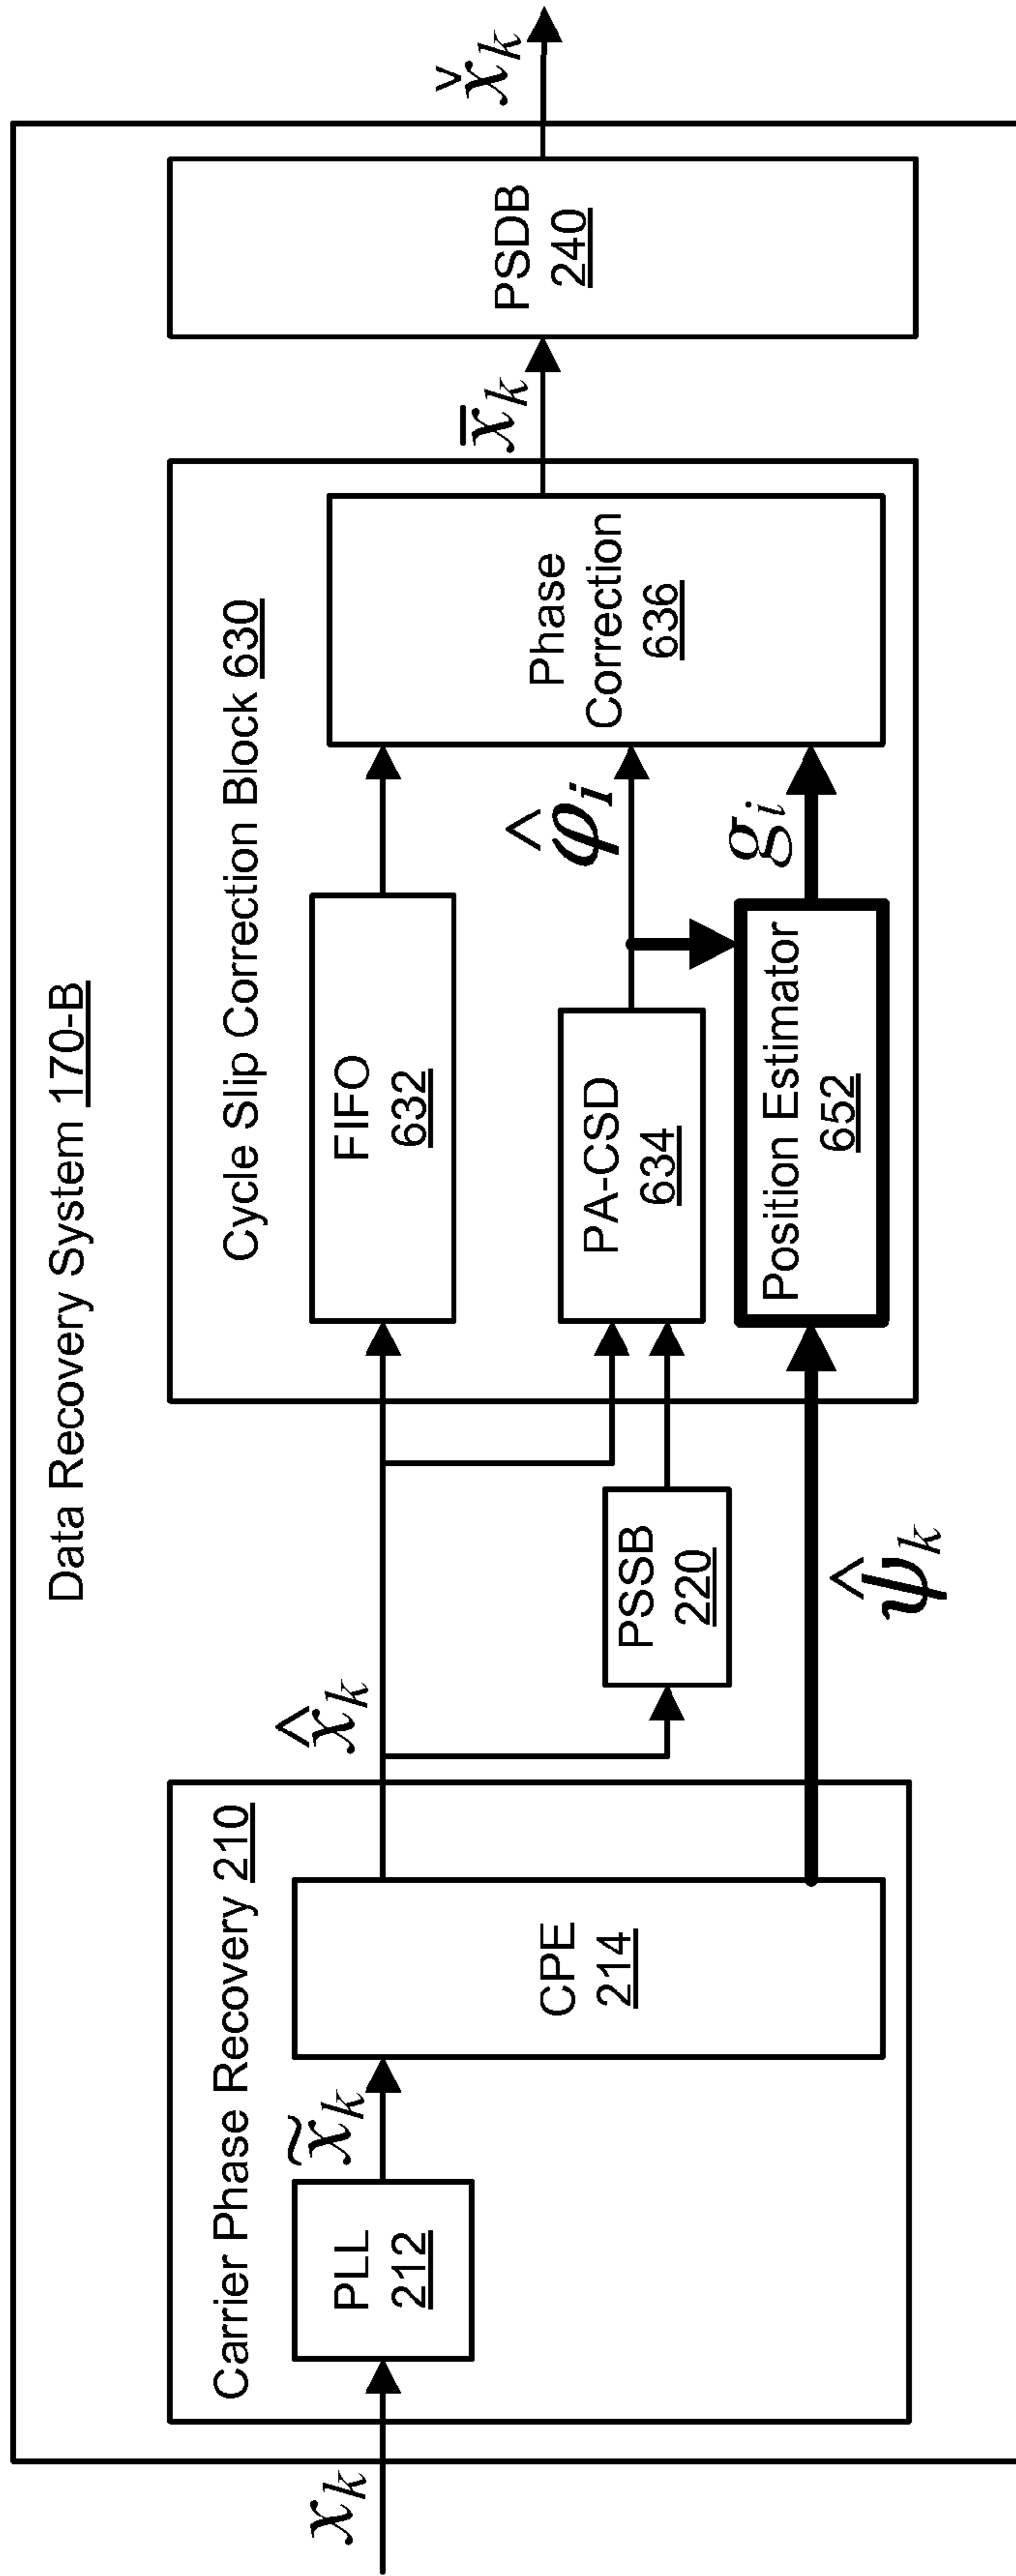 Data Recovery System 170-B
x_k
Carrier Phase Recovery 210
PLL
212
x̃_k
CPE
214
x̂_k
ψ̂_k
PSSB
220
Cycle Slip Correction Block 630
FIFO
632
PA-CSD
634
φ̂_i
Position Estimator
652
g_i
Phase
Correction
636
x̄_k
PSDB
240
x̌_k